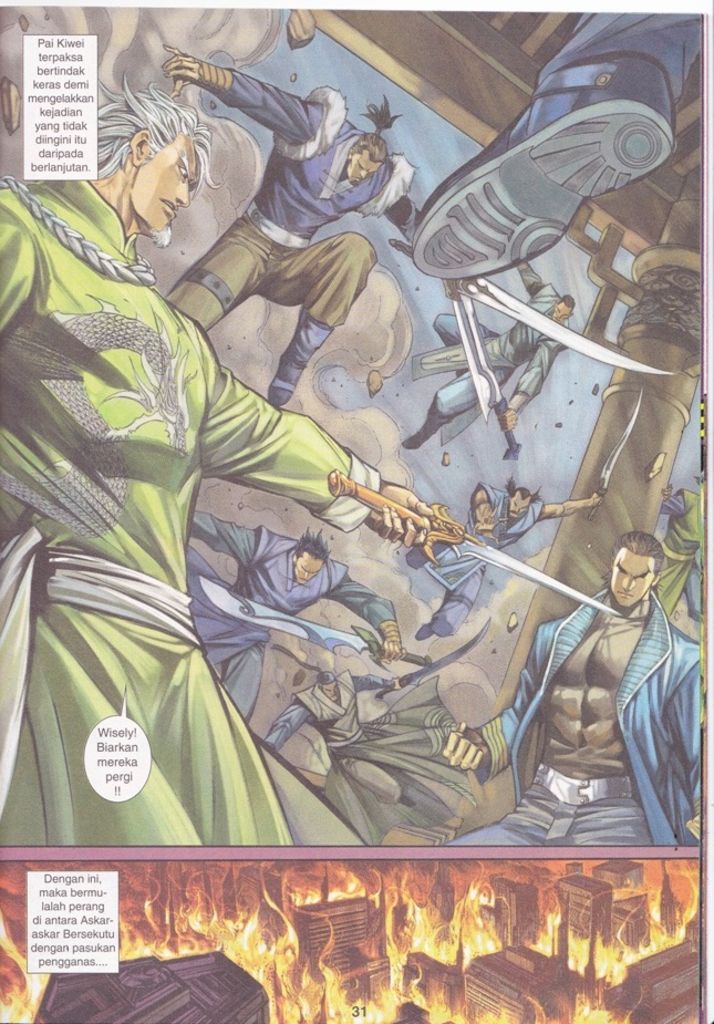 Pai Kiwei
terpaksa
bertindak
keras demi
mengelakkan
kejadian
yang tidak
diingini itu
daripada
berlanjutan.
Wisely!
Biarkan
mereka
pergi
!!
Dengan ini,
maka bermu-
lalah perang
di antara Askar-
askar Bersekutu
dengan pasukan
pengganas....
31